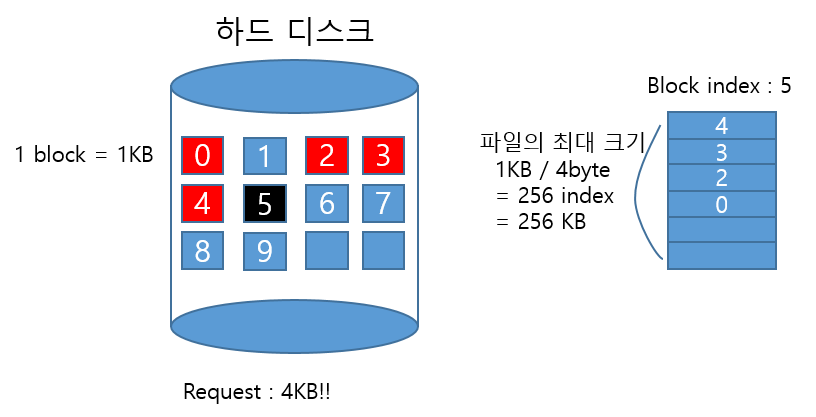 하드 디스크
1 block = 1KB
0 1 2 3
4 5 6 7
8 9
Request : 4KB!!
파일의 최대 크기
1KB / 4byte
= 256 index
= 256 KB
Block index : 5
4
3
2
0